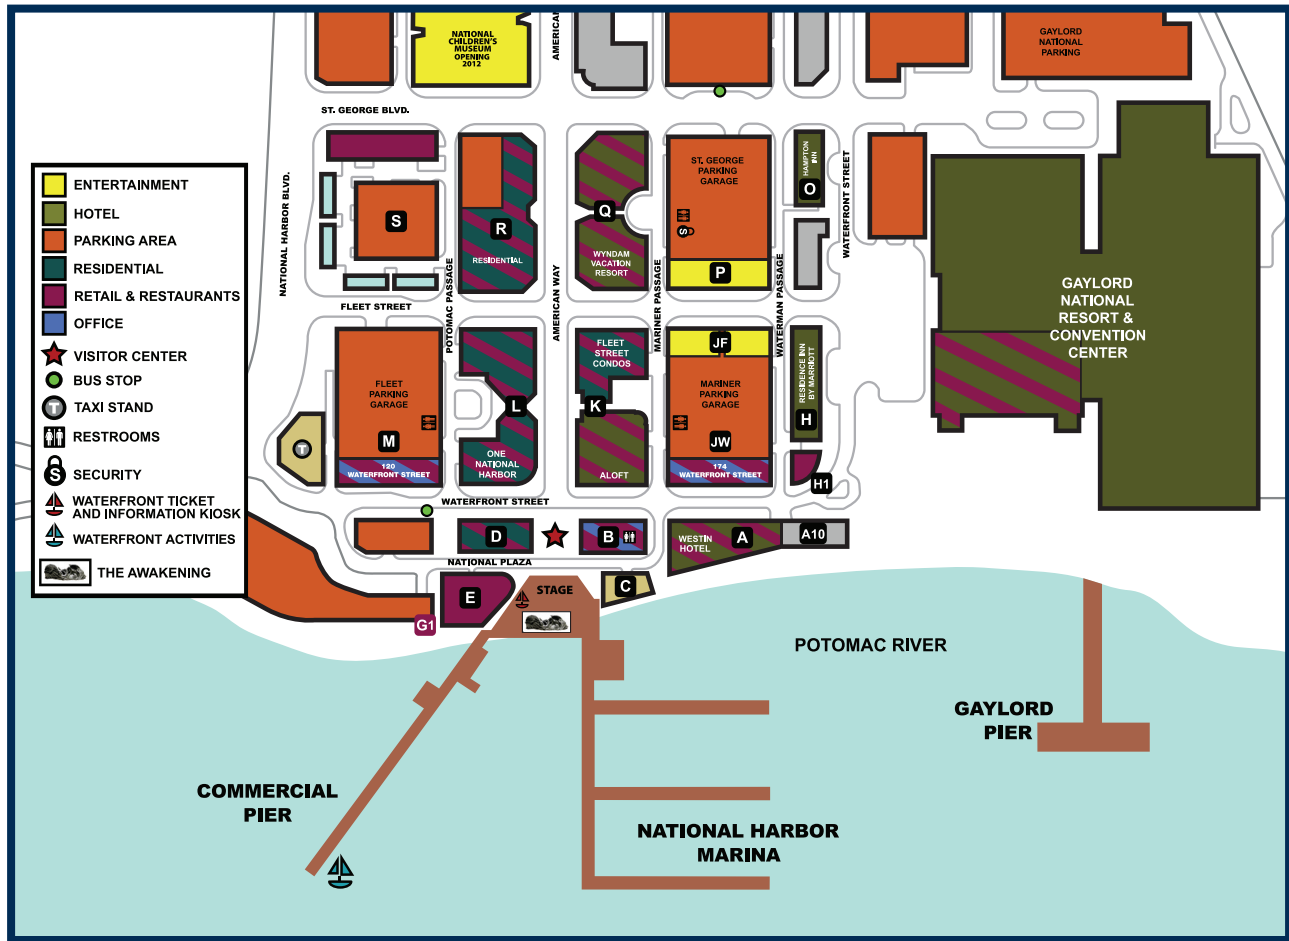 NATIONAL
CHILDREN'S
MUSEUM
OPENING
2012
AMERICAN
GAYLORD
NATIONAL
PARKING
ST. GEORGE BLVD.
ENTERTAINMENT
HOTEL
PARKING AREA
RESIDENTIAL
RETAIL & RESTAURANTS
OFFICE
VISITOR CENTER
BUS STOP
T
TAXI STAND
RESTROOMS
S
SECURITY
WATERFRONT TICKET
AND INFORMATION KIOSK
WATERFRONT ACTIVITIES
THE AWAKENING
NATIONAL HARBOR BLVD.
S
POTOMAC PASSAGE
R
RESIDENTIAL
AMERICAN WAY
Q
WYNDAM
VACATION
RESORT
MARINER PASSAGE
ST. GEORGE
PARKING
GARAGE
S
P
WATERMAN PASSAGE
HAMPTON
INN
O
WATERFRONT STREET
GAYLORD
NATIONAL
RESORT &
CONVENTION
CENTER
FLEET STREET
FLEET
PARKING
GARAGE
M
120
WATERFRONT STREET
T
L
ONE
NATIONAL
HARBOR
FLEET
STREET
CONDOS
K
ALOFT
JF
MARINER
PARKING
GARAGE
JW
174
WATERFRONT STREET
RESIDENCE INN
BY MARRIOTT
H
H1
WATERFRONT STREET
D
B
WESTIN
HOTEL
A
A10
NATIONAL PLAZA
E
STAGE
C
G1
POTOMAC RIVER
GAYLORD
PIER
COMMERCIAL
PIER
NATIONAL HARBOR
MARINA